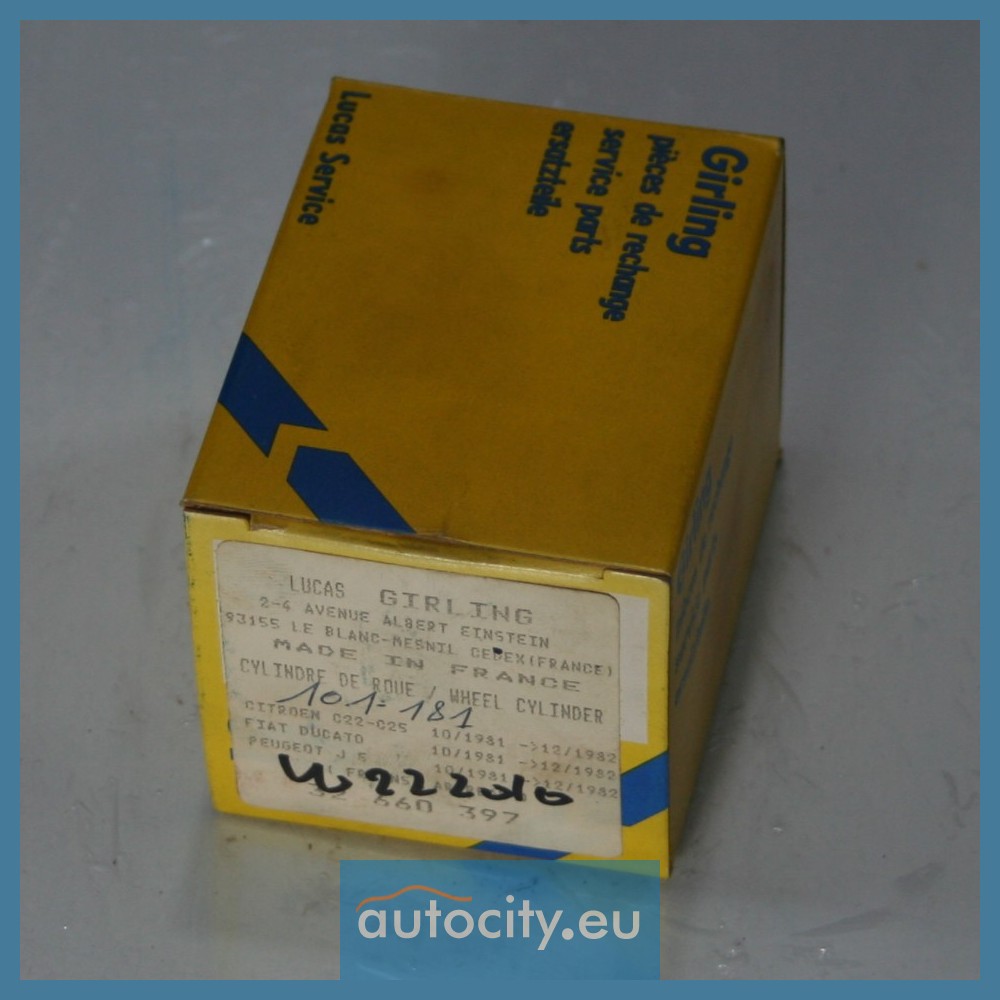 Lucas Service
Girling
pièces de rechange
service parts
ersatzteile
LUCAS GIRLING
2-4 AVENUE ALBERT EINSTEIN
93155 LE BLANC-MESNIL CEDEX(FRANCE)
MADE IN FRANCE
CYLINDRE DE ROUE / WHEEL CYLINDER
101-181
CITROEN C22-C25 10/1981 ->12/1982
FIAT DUCATO 10/1981 ->12/1982
PEUGEOT J 5 10/1981 ->12/1982
32 660 397
autocity.eu